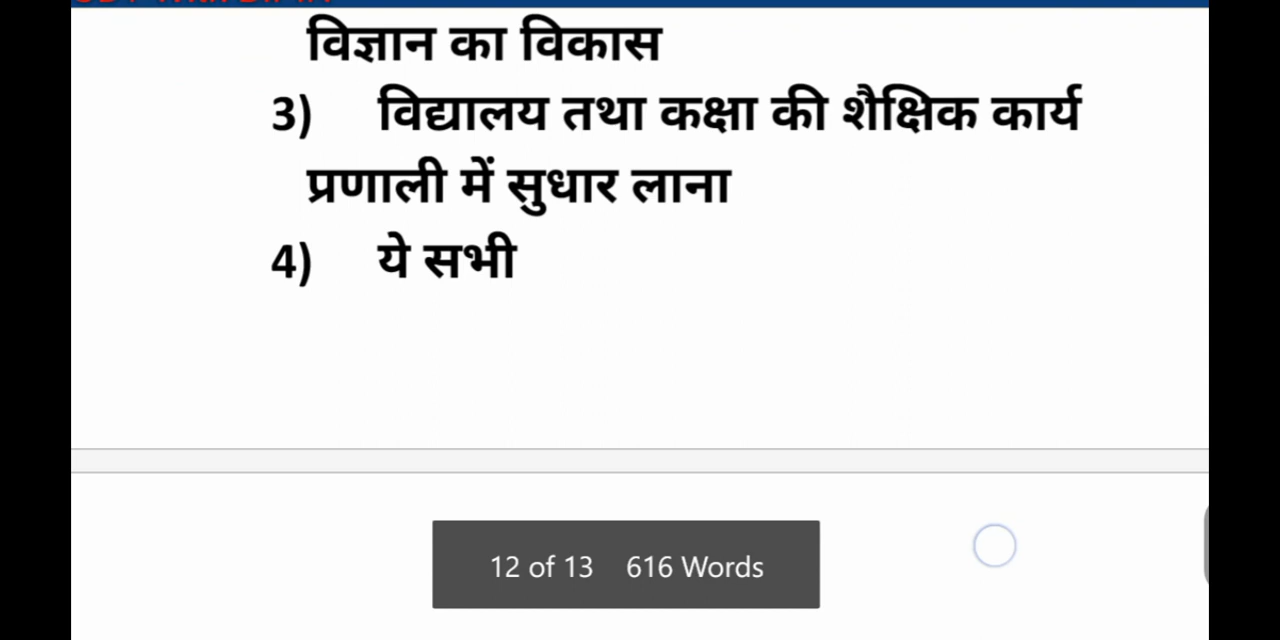 विज्ञान का विकास
3) विद्यालय तथा कक्षा की शैक्षिक कार्य
प्रणाली में सुधार लाना
4) ये सभी
12 of 13 616 Words